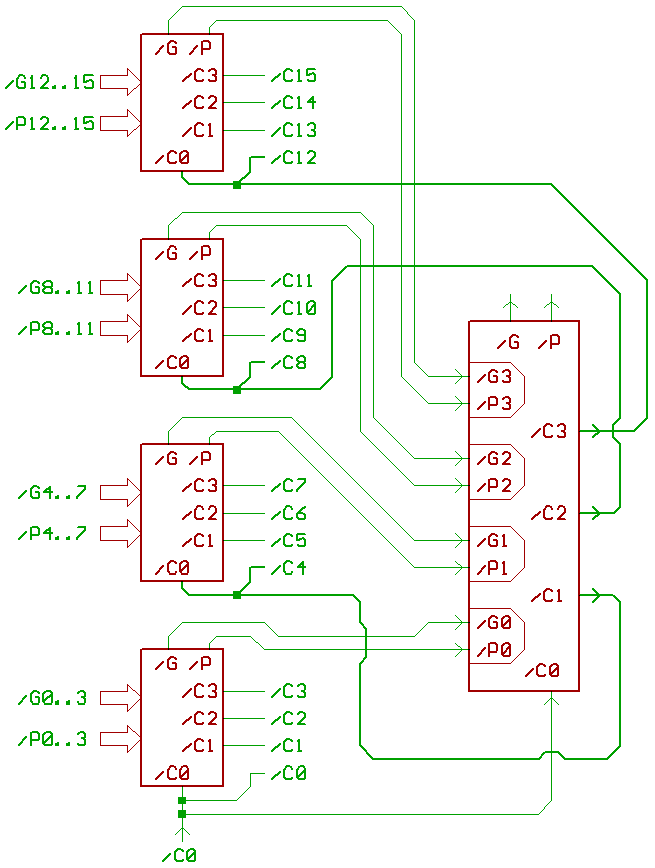 /G /P
/G12..15 /C3 /C15
/C2 /C14
/P12..15 /C1 /C13
/C0 /C12
/G /P
/G8..11 /C3 /C11
/C2 /C10
/P8..11 /C1 /C9
/G /P
/C0 /C8
/G3
/P3
/C3
/G /P
/G2
/G4..7 /C3 /C7
/P2
/C2 /C6
/C2
/P4..7 /C1 /C5
/G1
/C0 /C4
/P1
/C1
/G0
/G /P
/P0
/C0
/G0..3 /C3 /C3
/C2 /C2
/P0..3 /C1 /C1
/C0 /C0
/C0